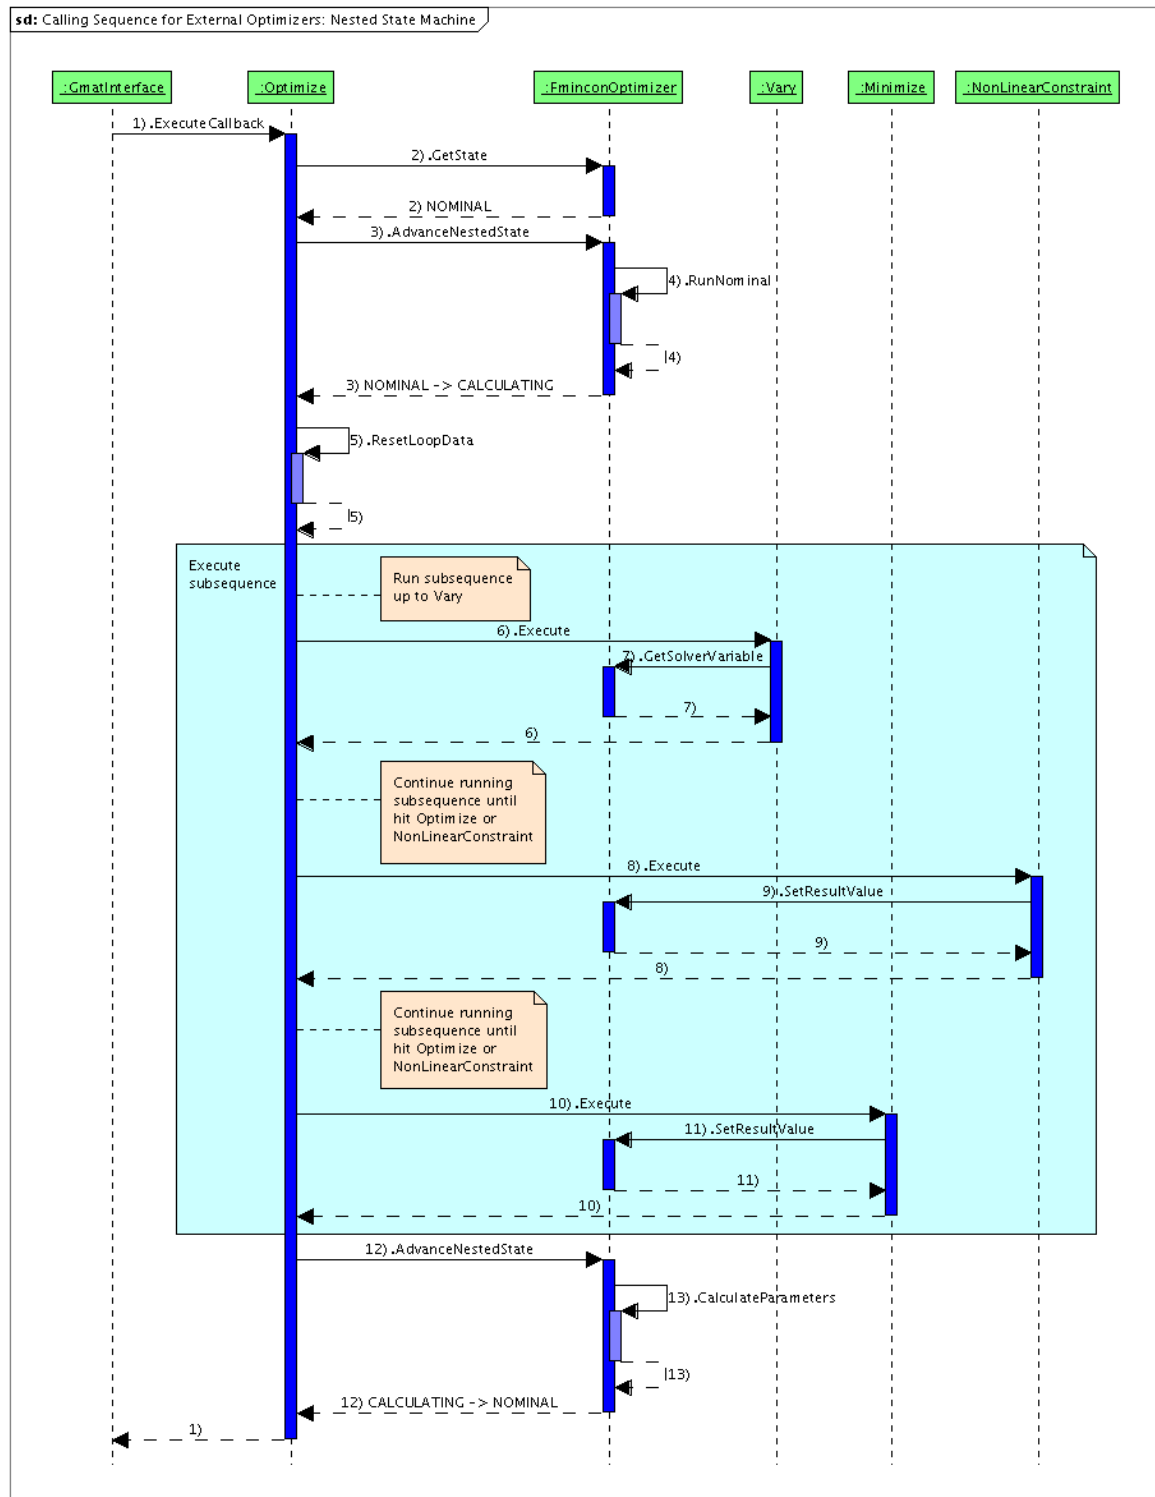 sd: Calling Sequence for External Optimizers: Nested State Machine
:GmatInterface
:Optimize
:FminconOptimizer
:Vary
:Minimize
:NonLinearConstraint
1).ExecuteCallback
2).GetState
2) NOMINAL
3).AdvanceNestedState
4).RunNominal
4)
3) NOMINAL -> CALCULATING
5).ResetLoopData
5)
Execute
subsequence
Run subsequence
up to Vary
6).Execute
7).GetSolverVariable
7)
6)
Continue running
subsequence until
hit Optimize or
NonLinearConstraint
8).Execute
9).SetResultValue
9)
8)
Continue running
subsequence until
hit Optimize or
NonLinearConstraint
10).Execute
11).SetResultValue
11)
10)
12).AdvanceNestedState
13).CalculateParameters
13)
12) CALCULATING -> NOMINAL
1)